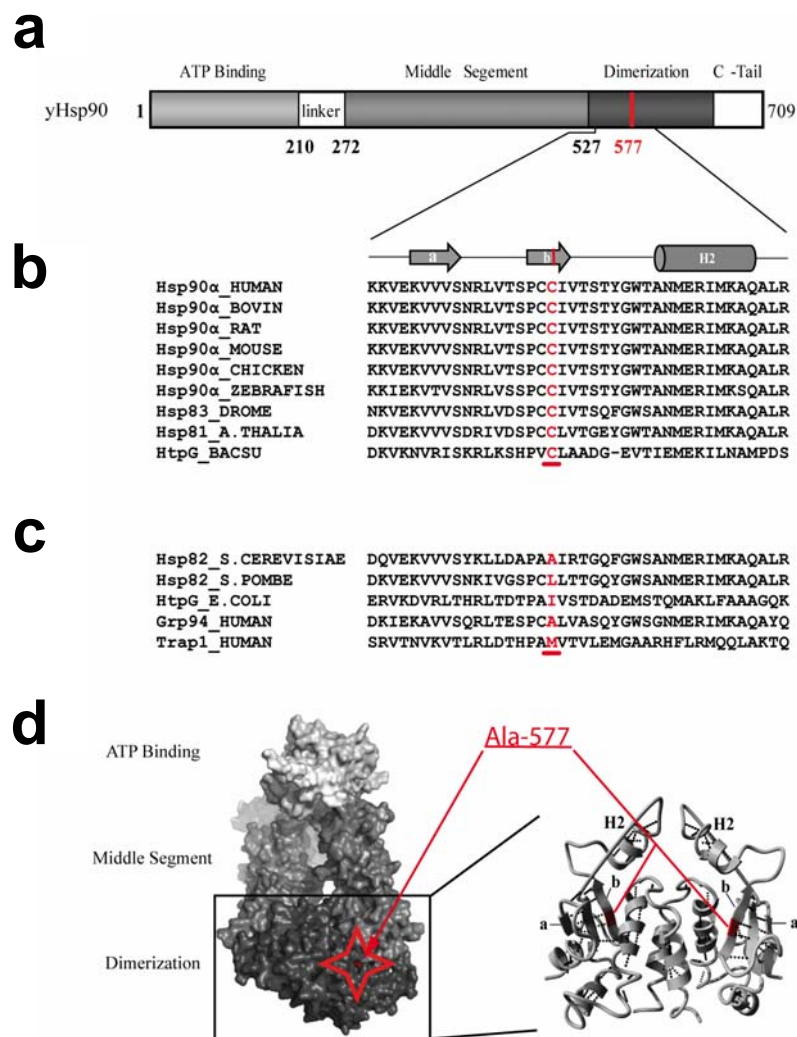 a
ATP Binding Middle Segement Dimerization C -Tail
yHsp90 1 linker 709
210 272 527 577
b
a b H2
Hsp90α_HUMAN KKVEKVVVSNRLVTSPCCIVTSTYGWTANMERIMKAQALR
Hsp90α_BOVIN KKVEKVVVSNRLVTSPCCIVTSTYGWTANMERIMKAQALR
Hsp90α_RAT KKVEKVVVSNRLVTSPCCIVTSTYGWTANMERIMKAQALR
Hsp90α_MOUSE KKVEKVVVSNRLVTSPCCIVTSTYGWTANMERIMKAQALR
Hsp90α_CHICKEN KKVEKVVVSNRLVTSPCCIVTSTYGWTANMERIMKAQALR
Hsp90α_ZEBRAFISH KKIEKVTVSNRLVSSPCCIVTSTYGWTANMERIMKSQALR
Hsp83_DROME NKVEKVVVSNRLVDSPCCIVTSQFGWSANMERIMKAQALR
Hsp81_A.THALIA DKVEKVVVSDRIVDSPCCLVTGEYGWTANMERIMKAQALR
HtpG_BACSU DKVKNVRISKRLKSHPVCLAADG-EVTIEMEKILNAMPDS
c
Hsp82_S.CEREVISIAE DQVEKVVVSYKLLDAPAAIRTGQFGWSANMERIMKAQALR
Hsp82_S.POMBE DKVEKVVVSNKIVGSPCLLTTGQYGWSANMERIMKAQALR
HtpG_E.COLI ERVKDVRLTHRLTDTPAIVSTDADEMSTQMAKLFAAAGQK
Grp94_HUMAN DKIEKAVVSQRLTESPCALVASQYGWSGNMERIMKAQAYQ
Trap1_HUMAN SRVTNVKVTLRLDTHPAMVTVLEMGAARHFLRMQQLAKTQ
d
Ala-577
ATP Binding
Middle Segment
Dimerization
H2 H2
b b
a a